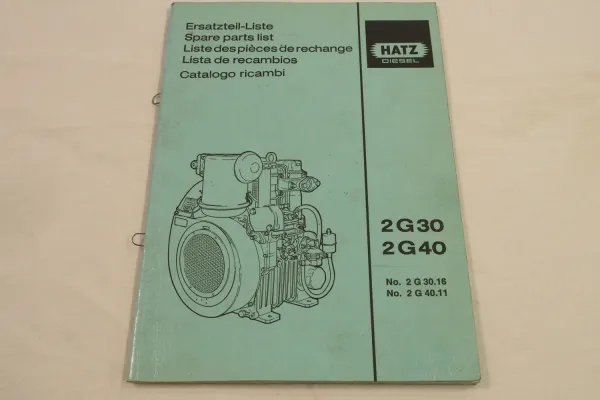 Ersatzteil-Liste
Spare parts list
Liste des pièces de rechange
Lista de recambios
Catalogo ricambi
HATZ
DIESEL
2G30
2G40
No. 2 G 30.16
No. 2 G 40.11